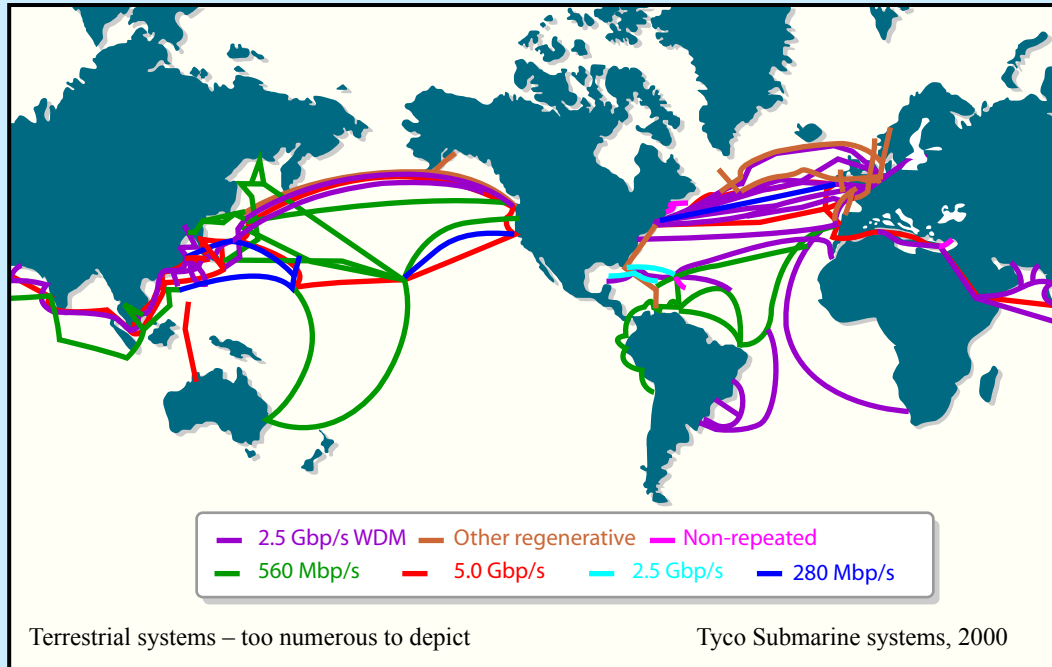 2.5 Gbp/s WDM Other regenerative Non-repeated
560 Mbp/s 5.0 Gbp/s 2.5 Gbp/s 280 Mbp/s
Terrestrial systems – too numerous to depict Tyco Submarine systems, 2000